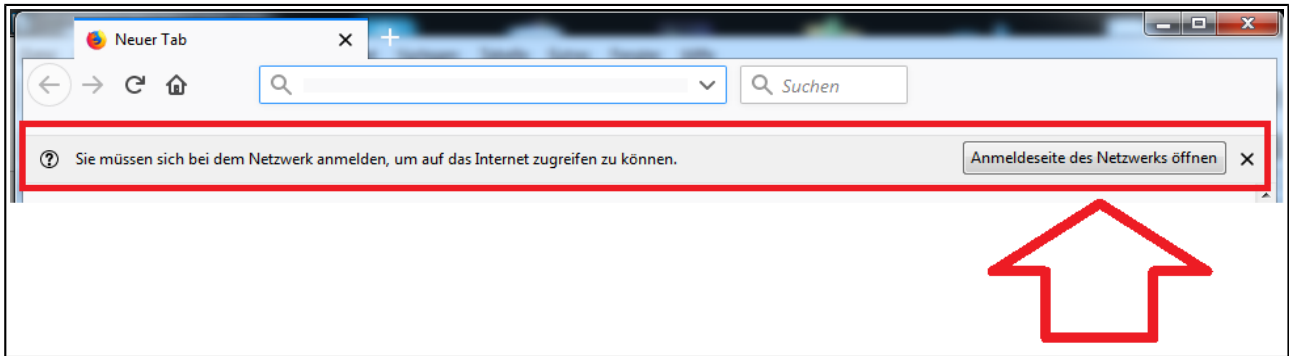 Neuer Tab
Suchen
Sie müssen sich bei dem Netzwerk anmelden, um auf das Internet zugreifen zu können.
Anmeldeseite des Netzwerks öffnen